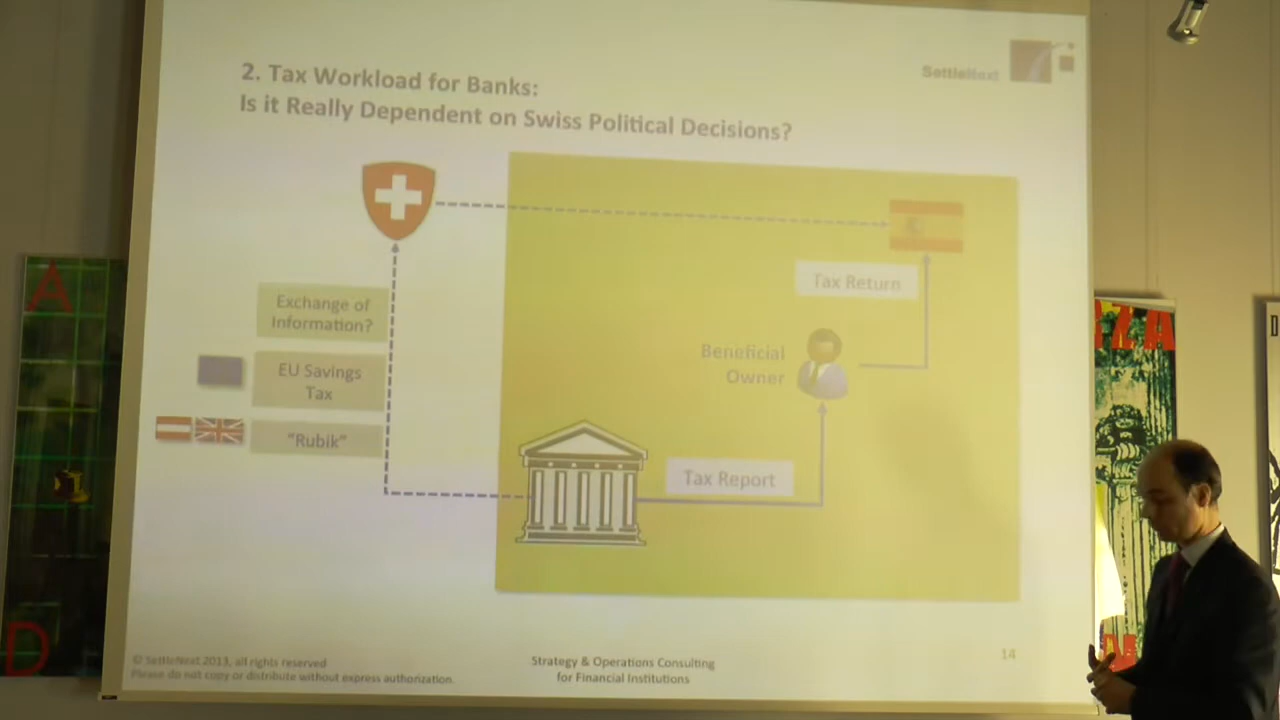 2. Tax Workload for Banks:
Is it Really Dependent on Swiss Political Decisions?
SettleNext
Exchange of
Information?
EU Savings
Tax
"Rubik"
Tax Return
Beneficial
Owner
Tax Report
© SettleNext 2013, all rights reserved
Please do not copy or distribute without express authorization.
Strategy & Operations Consulting
for Financial Institutions
14
A
D
RZA
M
D